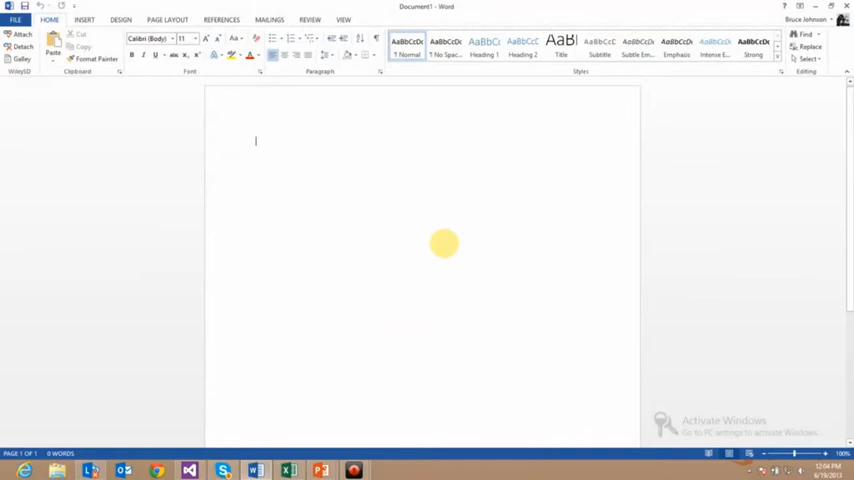 Document1 - Word
Bruce Johnson
FILE HOME INSERT DESIGN PAGE LAYOUT REFERENCES MAILINGS REVIEW VIEW
Attach
Detach
Galley
WileySD
Paste
Cut
Copy
Format Painter
Clipboard
Calibri (Body) 11
Font
Paragraph
AaBbCcDc AaBbCcDc AaBbCc AaBbCcC AaBl AaBbCcC AaBbCcDc AaBbCcDc AaBbCcDc AaBbCcDc
¶ Normal ¶ No Spac... Heading 1 Heading 2 Title Subtitle Subtle Em... Emphasis Intense E... Strong
Styles
Find
Replace
Select
Editing
Activate Windows
Go to PC settings to activate Windows.
PAGE 1 OF 1 0 WORDS
100%
12:04 PM
6/19/2013